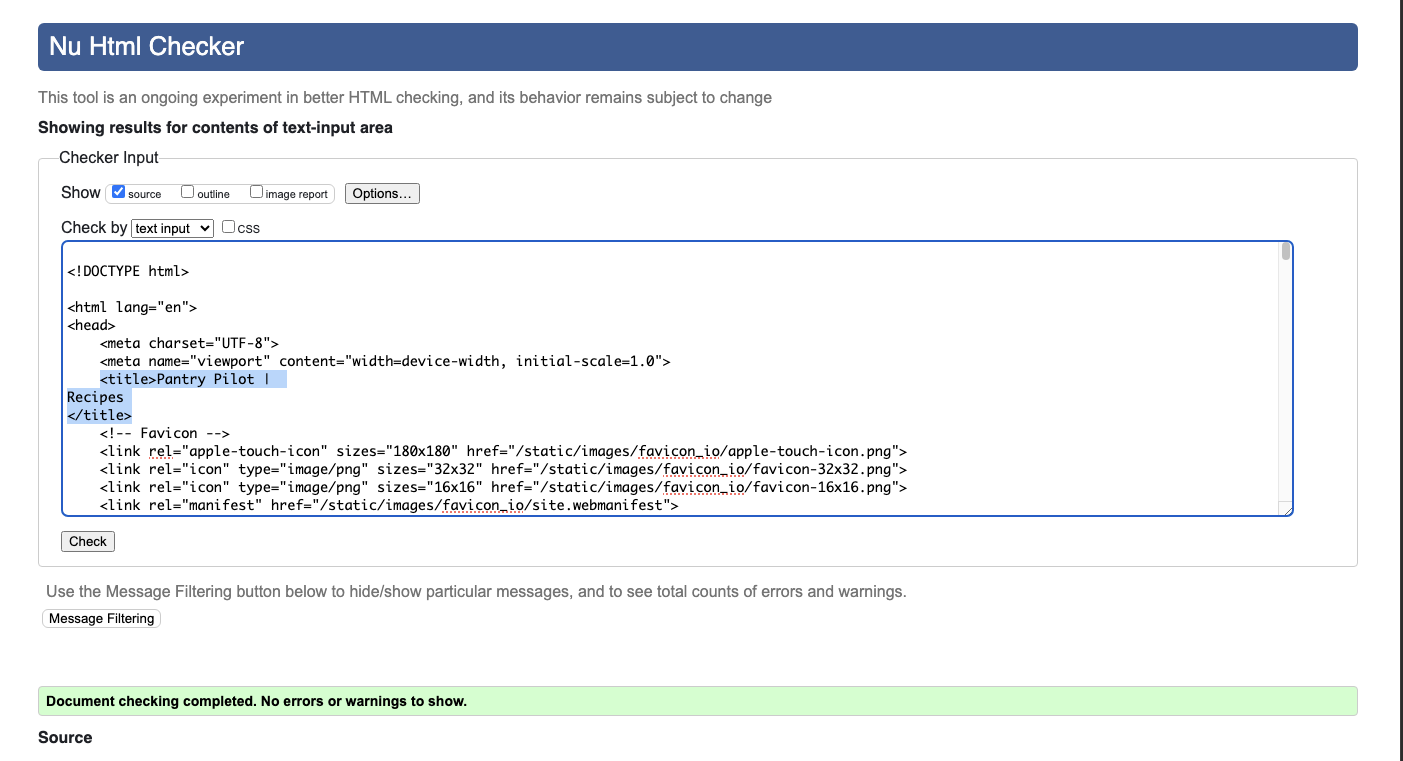 Nu Html Checker
This tool is an ongoing experiment in better HTML checking, and its behavior remains subject to change
Showing results for contents of text-input area
Checker Input
Show source outline image report Options...
Check by text input css
<!DOCTYPE html>
<html lang="en">
<head>
    <meta charset="UTF-8">
    <meta name="viewport" content="width=device-width, initial-scale=1.0">
    <title>Pantry Pilot |
Recipes
</title>
    <!-- Favicon -->
    <link rel="apple-touch-icon" sizes="180x180" href="/static/images/favicon_io/apple-touch-icon.png">
    <link rel="icon" type="image/png" sizes="32x32" href="/static/images/favicon_io/favicon-32x32.png">
    <link rel="icon" type="image/png" sizes="16x16" href="/static/images/favicon_io/favicon-16x16.png">
    <link rel="manifest" href="/static/images/favicon_io/site.webmanifest">
Check
Use the Message Filtering button below to hide/show particular messages, and to see total counts of errors and warnings.
Message Filtering
Document checking completed. No errors or warnings to show.
Source